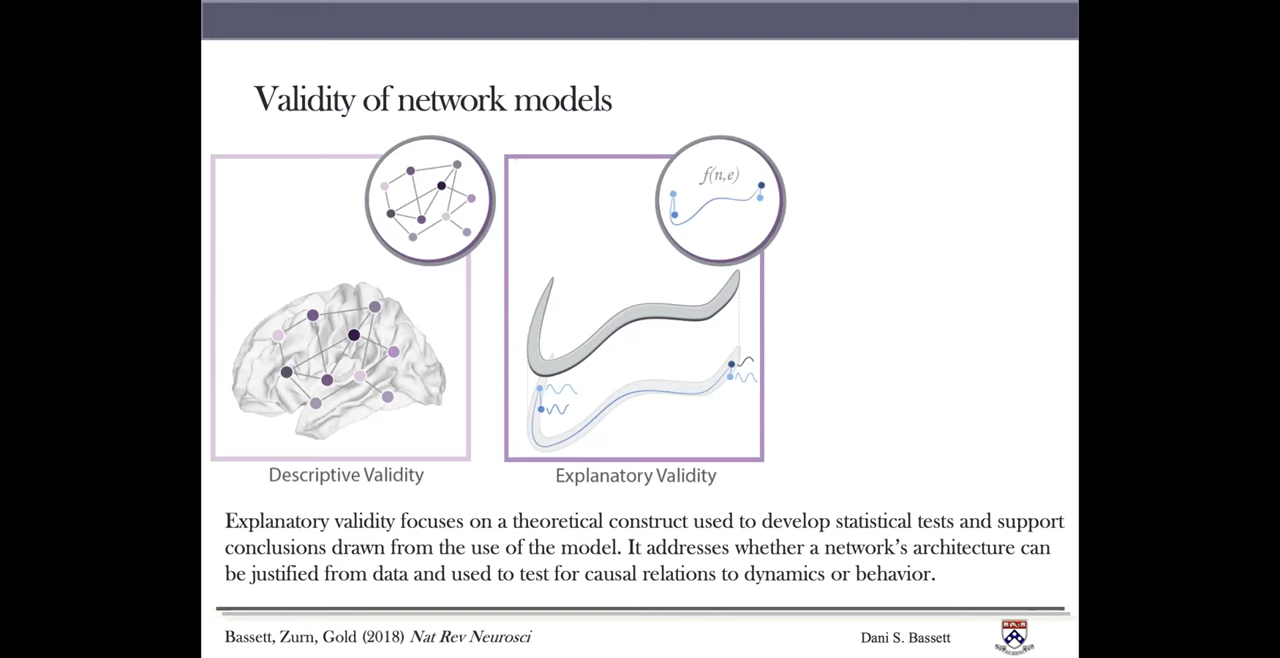 Validity of network models
f(n,e)
Descriptive Validity
Explanatory Validity
Explanatory validity focuses on a theoretical construct used to develop statistical tests and support
conclusions drawn from the use of the model. It addresses whether a network’s architecture can
be justified from data and used to test for causal relations to dynamics or behavior.
Bassett, Zurn, Gold (2018) Nat Rev Neurosci
Dani S. Bassett